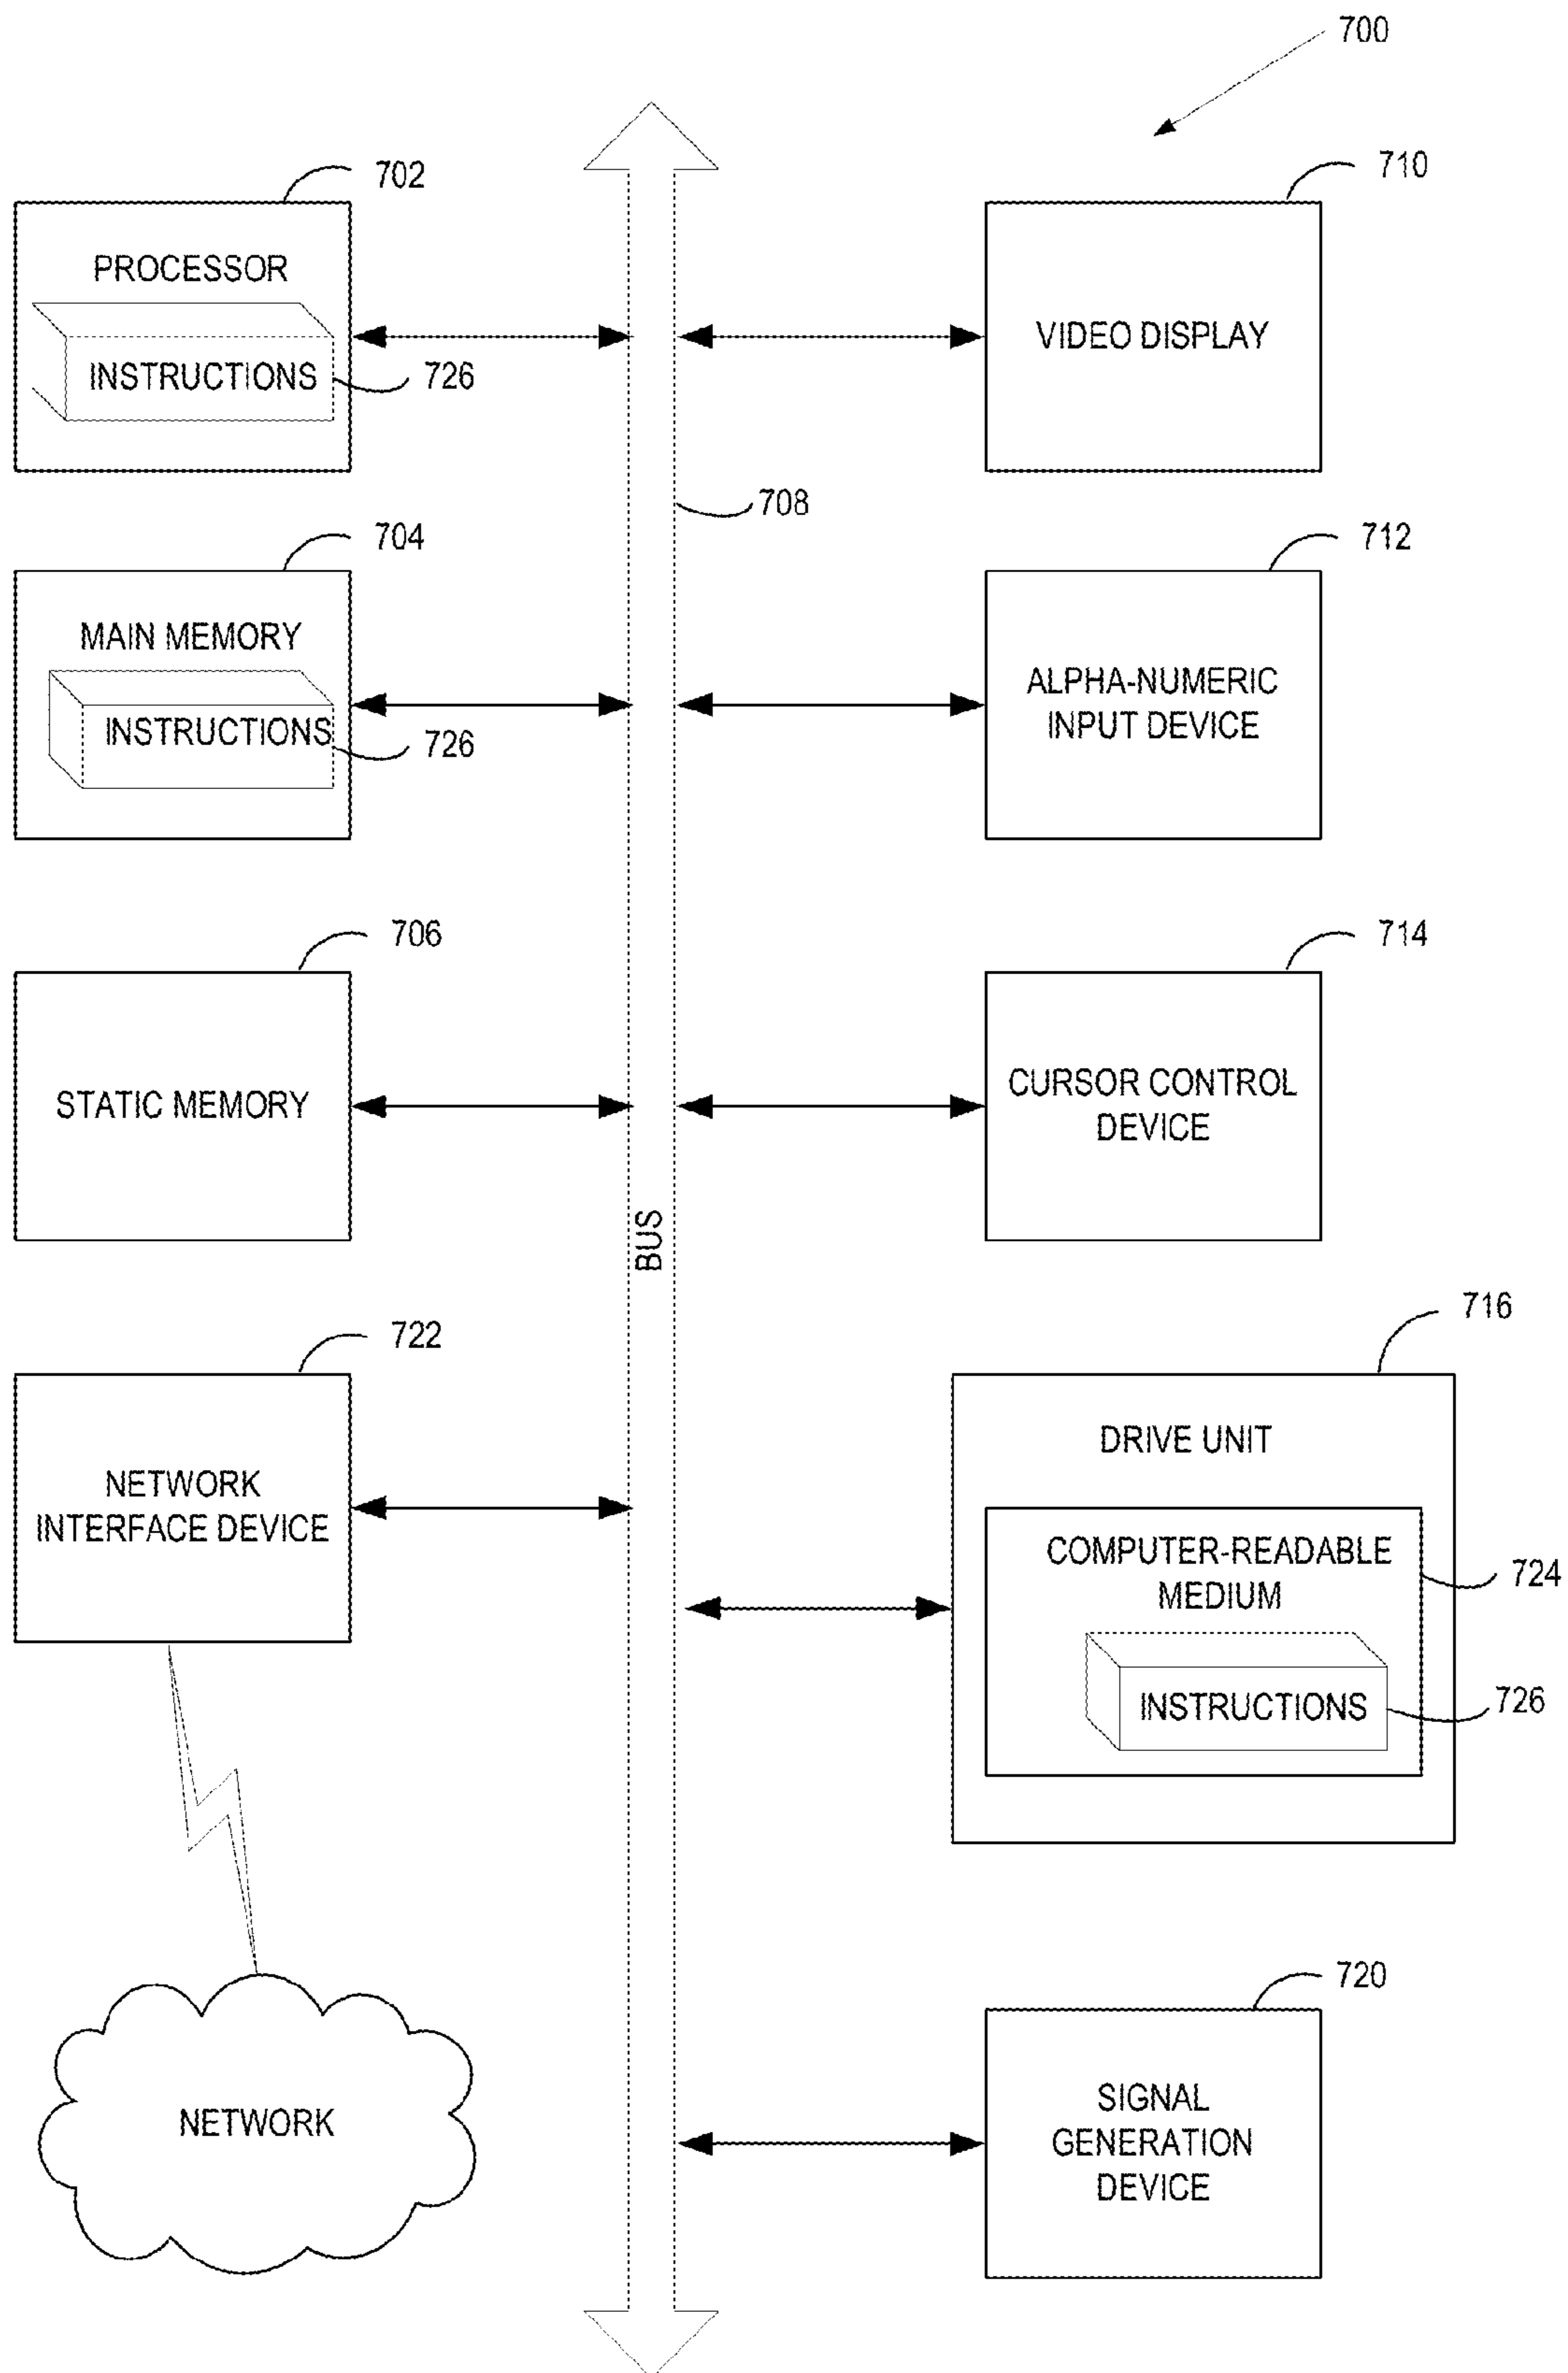 700
702
PROCESSOR
INSTRUCTIONS
726
710
VIDEO DISPLAY
708
704
MAIN MEMORY
INSTRUCTIONS
726
712
ALPHA-NUMERIC
INPUT DEVICE
706
STATIC MEMORY
714
CURSOR CONTROL
DEVICE
BUS
722
NETWORK
INTERFACE DEVICE
716
DRIVE UNIT
COMPUTER-READABLE
MEDIUM
724
INSTRUCTIONS
726
NETWORK
720
SIGNAL
GENERATION
DEVICE